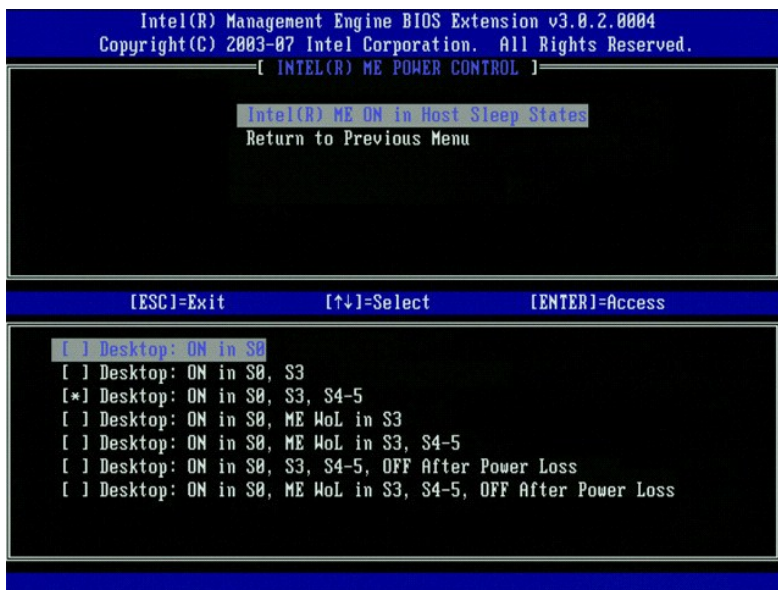 Intel(R) Management Engine BIOS Extension v3.0.2.0004
Copyright(C) 2003-07 Intel Corporation. All Rights Reserved.
[ INTEL(R) ME POWER CONTROL ]
Intel(R) ME ON in Host Sleep States
Return to Previous Menu
[ESC]=Exit [↑↓]=Select [ENTER]=Access
[ ] Desktop: ON in S0
[ ] Desktop: ON in S0, S3
[*] Desktop: ON in S0, S3, S4-5
[ ] Desktop: ON in S0, ME WoL in S3
[ ] Desktop: ON in S0, ME WoL in S3, S4-5
[ ] Desktop: ON in S0, S3, S4-5, OFF After Power Loss
[ ] Desktop: ON in S0, ME WoL in S3, S4-5, OFF After Power Loss